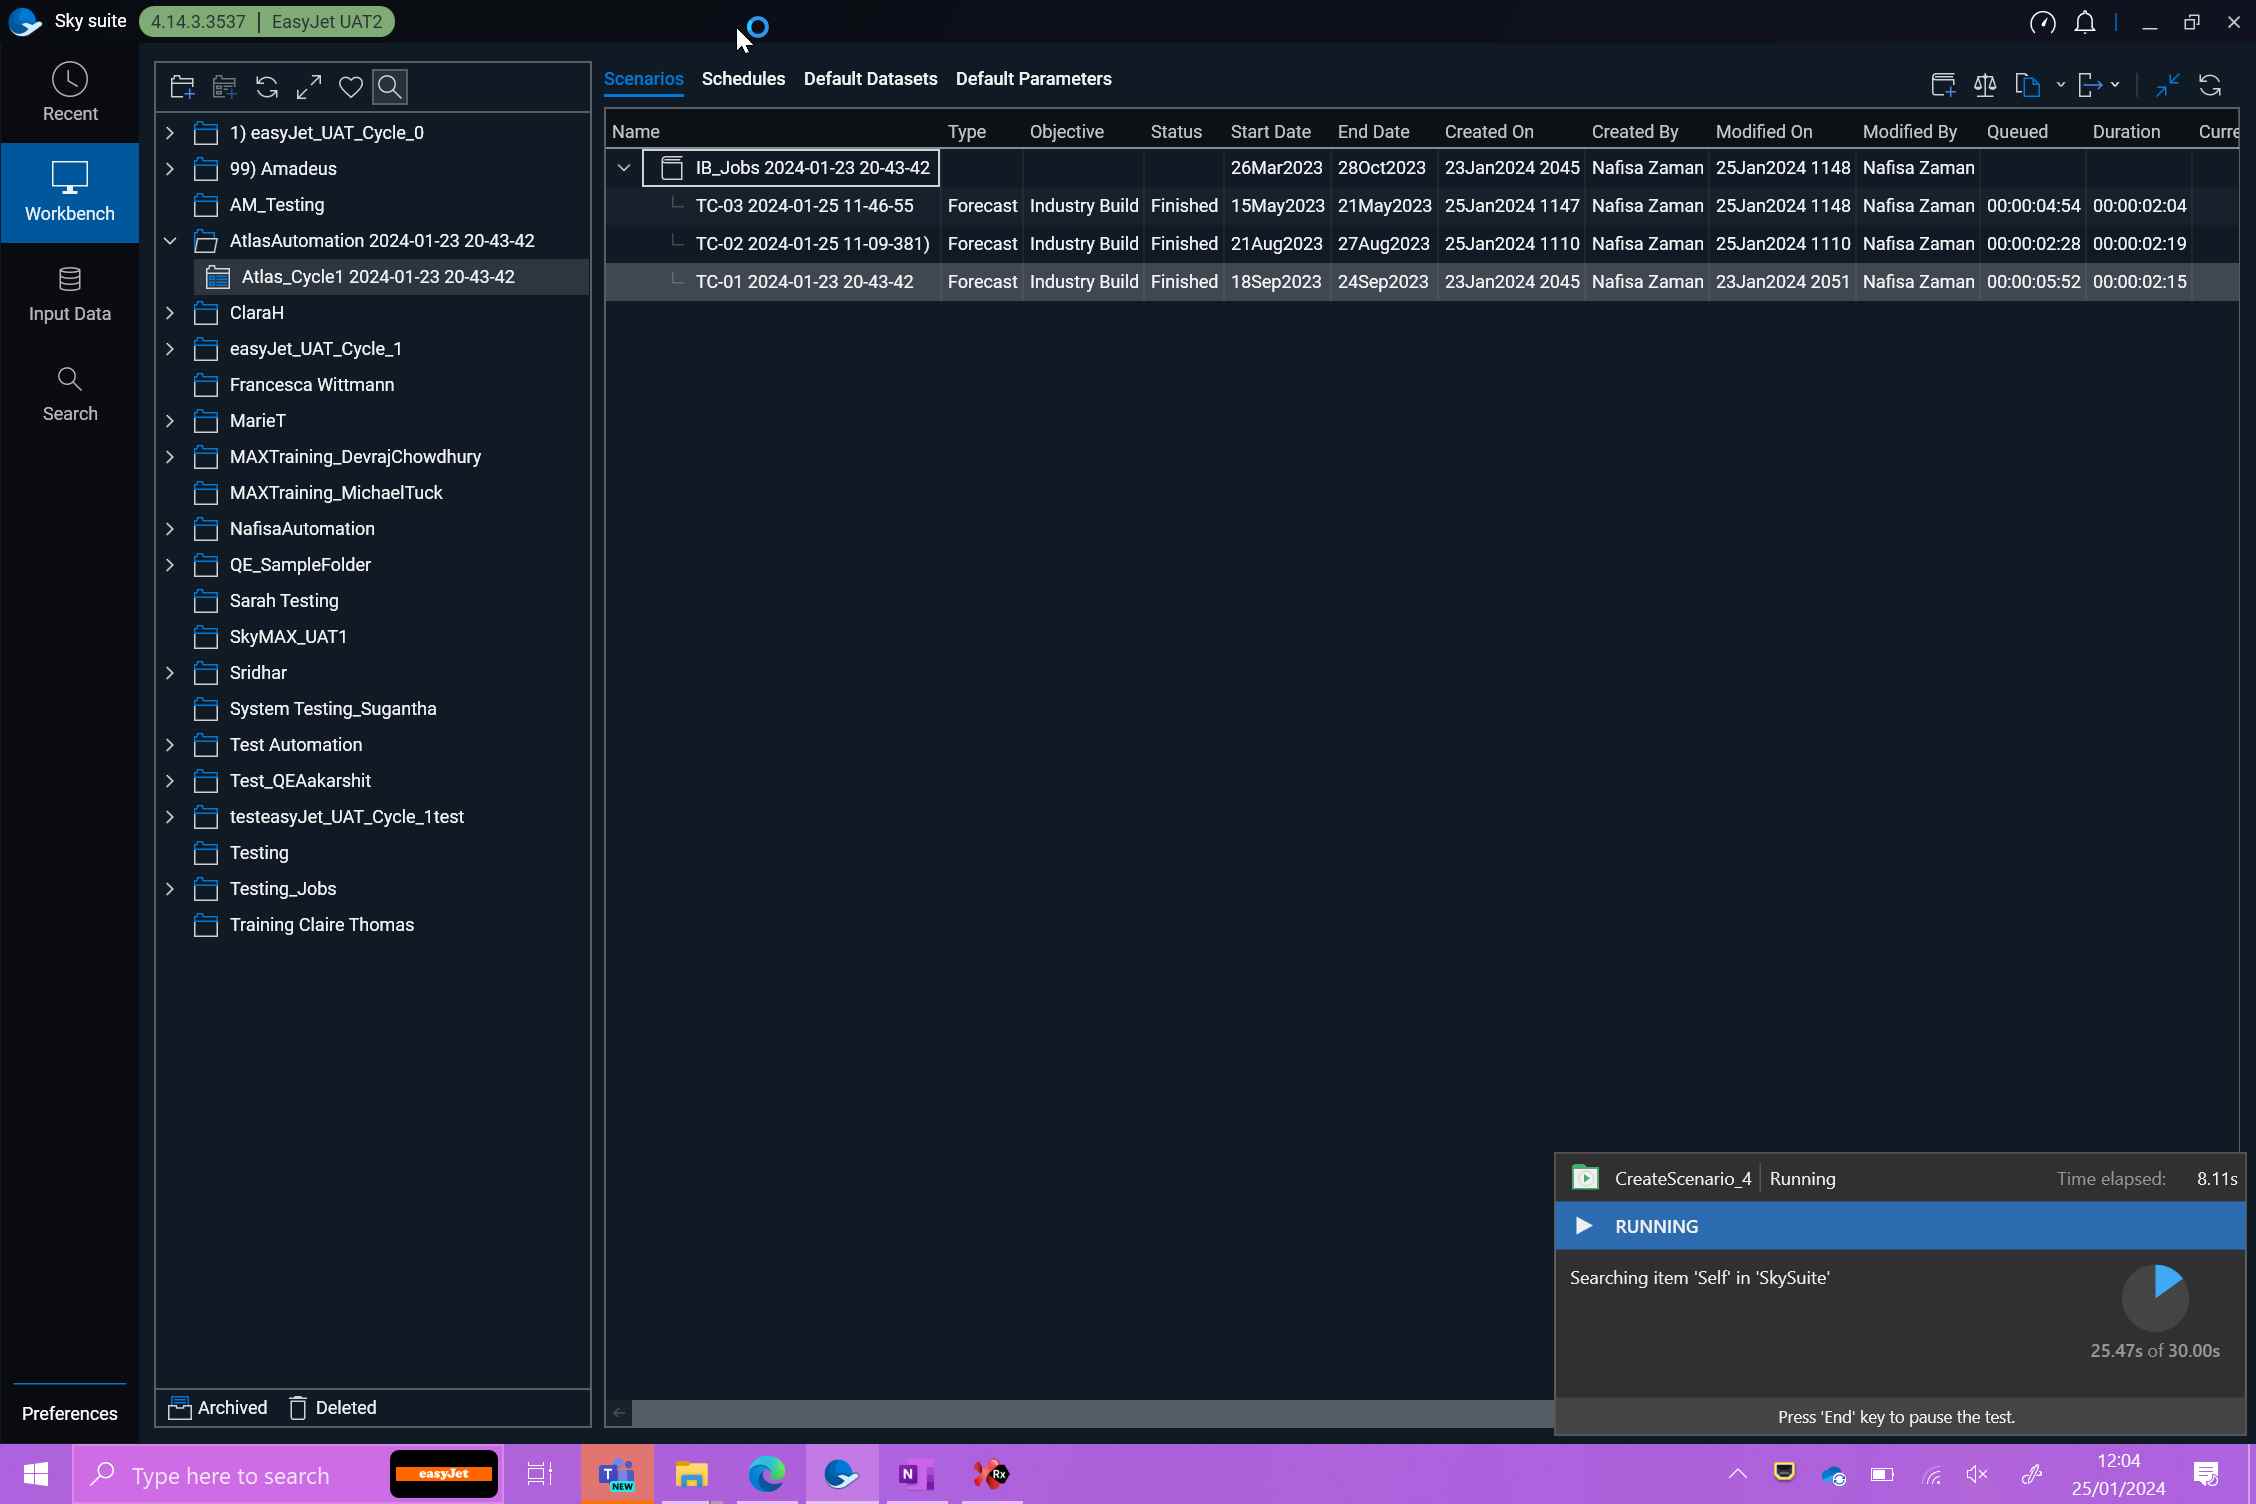 Sky suite 4.14.3.3537 | EasyJet UAT2
Recent
Workbench
Input Data
Search
Preferences
1) easyJet_UAT_Cycle_0
99) Amadeus
AM_Testing
AtlasAutomation 2024-01-23 20-43-42
Atlas_Cycle1 2024-01-23 20-43-42
ClaraH
easyJet_UAT_Cycle_1
Francesca Wittmann
MarieT
MAXTraining_DevrajChowdhury
MAXTraining_MichaelTuck
NafisaAutomation
QE_SampleFolder
Sarah Testing
SkyMAX_UAT1
Sridhar
System Testing_Sugantha
Test Automation
Test_QEAakarshit
testeasyJet_UAT_Cycle_1test
Testing
Testing_Jobs
Training Claire Thomas
Archived Deleted
Scenarios Schedules Default Datasets Default Parameters
Name Type Objective Status Start Date End Date Created On Created By Modified On Modified By Queued Duration Curre
IB_Jobs 2024-01-23 20-43-42 26Mar2023 28Oct2023 23Jan2024 2045 Nafisa Zaman 25Jan2024 1148 Nafisa Zaman
TC-03 2024-01-25 11-46-55 Forecast Industry Build Finished 15May2023 21May2023 25Jan2024 1147 Nafisa Zaman 25Jan2024 1148 Nafisa Zaman 00:00:04:54 00:00:02:04
TC-02 2024-01-25 11-09-381) Forecast Industry Build Finished 21Aug2023 27Aug2023 25Jan2024 1110 Nafisa Zaman 25Jan2024 1110 Nafisa Zaman 00:00:02:28 00:00:02:19
TC-01 2024-01-23 20-43-42 Forecast Industry Build Finished 18Sep2023 24Sep2023 23Jan2024 2045 Nafisa Zaman 23Jan2024 2051 Nafisa Zaman 00:00:05:52 00:00:02:15
CreateScenario_4 Running Time elapsed: 8.11s
RUNNING
Searching item 'Self' in 'SkySuite'
25.47s of 30.00s
Press 'End' key to pause the test.
Type here to search easyJet
T NEW N Rx
12:04
25/01/2024